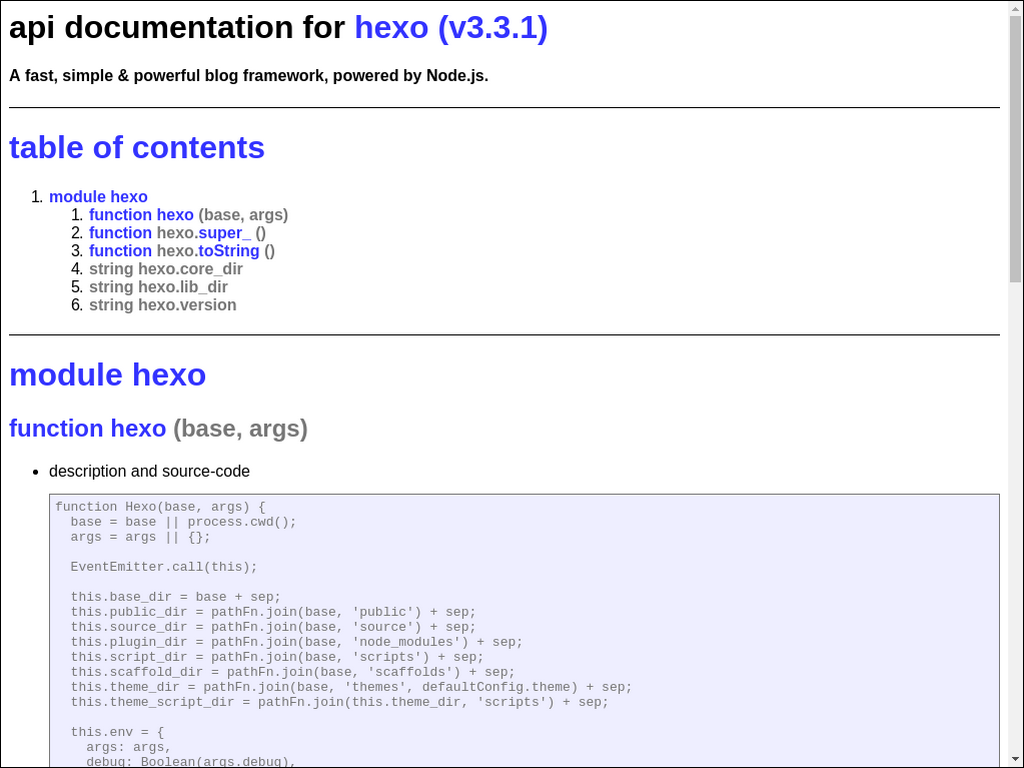 api documentation for hexo (v3.3.1)
A fast, simple & powerful blog framework, powered by Node.js.
table of contents
1. module hexo
1. function hexo (base, args)
2. function hexo.super_ ()
3. function hexo.toString ()
4. string hexo.core_dir
5. string hexo.lib_dir
6. string hexo.version
module hexo
function hexo (base, args)
• description and source-code
function Hexo(base, args) {
  base = base || process.cwd();
  args = args || {};

  EventEmitter.call(this);

  this.base_dir = base + sep;
  this.public_dir = pathFn.join(base, 'public') + sep;
  this.source_dir = pathFn.join(base, 'source') + sep;
  this.plugin_dir = pathFn.join(base, 'node_modules') + sep;
  this.script_dir = pathFn.join(base, 'scripts') + sep;
  this.scaffold_dir = pathFn.join(base, 'scaffolds') + sep;
  this.theme_dir = pathFn.join(base, 'themes', defaultConfig.theme) + sep;
  this.theme_script_dir = pathFn.join(this.theme_dir, 'scripts') + sep;

  this.env = {
    args: args,
    debug: Boolean(args.debug),